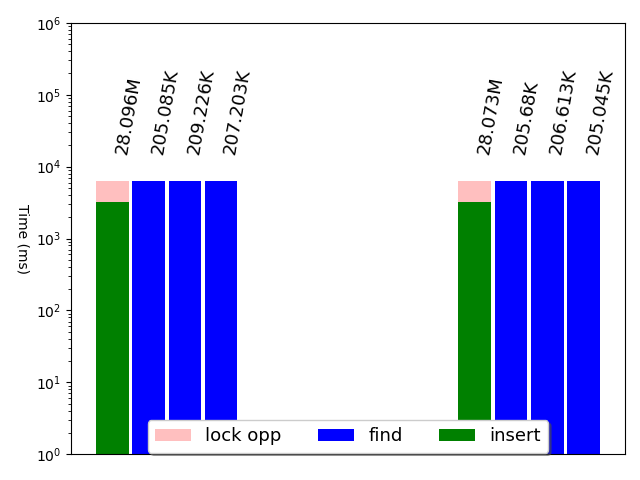 10^6
10^5
10^4
10^3
10^2
10^1
10^0
Time (ms)
28.096M
205.085K
209.226K
207.203K
28.073M
205.68K
206.613K
205.045K
lock opp find insert